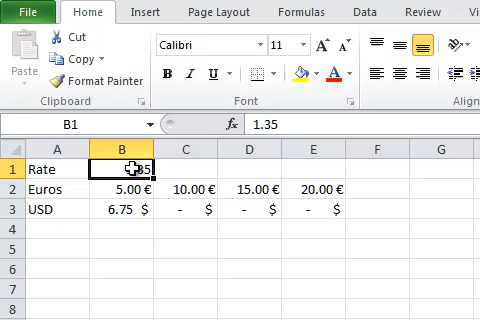 File Home Insert Page Layout Formulas Data Review
Paste Cut Copy Format Painter
Calibri 11 A A
B I U A
Clipboard Font Align
B1 fx 1.35
A B C D E F G
1 Rate 35
2 Euros 5.00 € 10.00 € 15.00 € 20.00 €
3 USD 6.75 $ - $ - $ - $
4
5
6
7
8